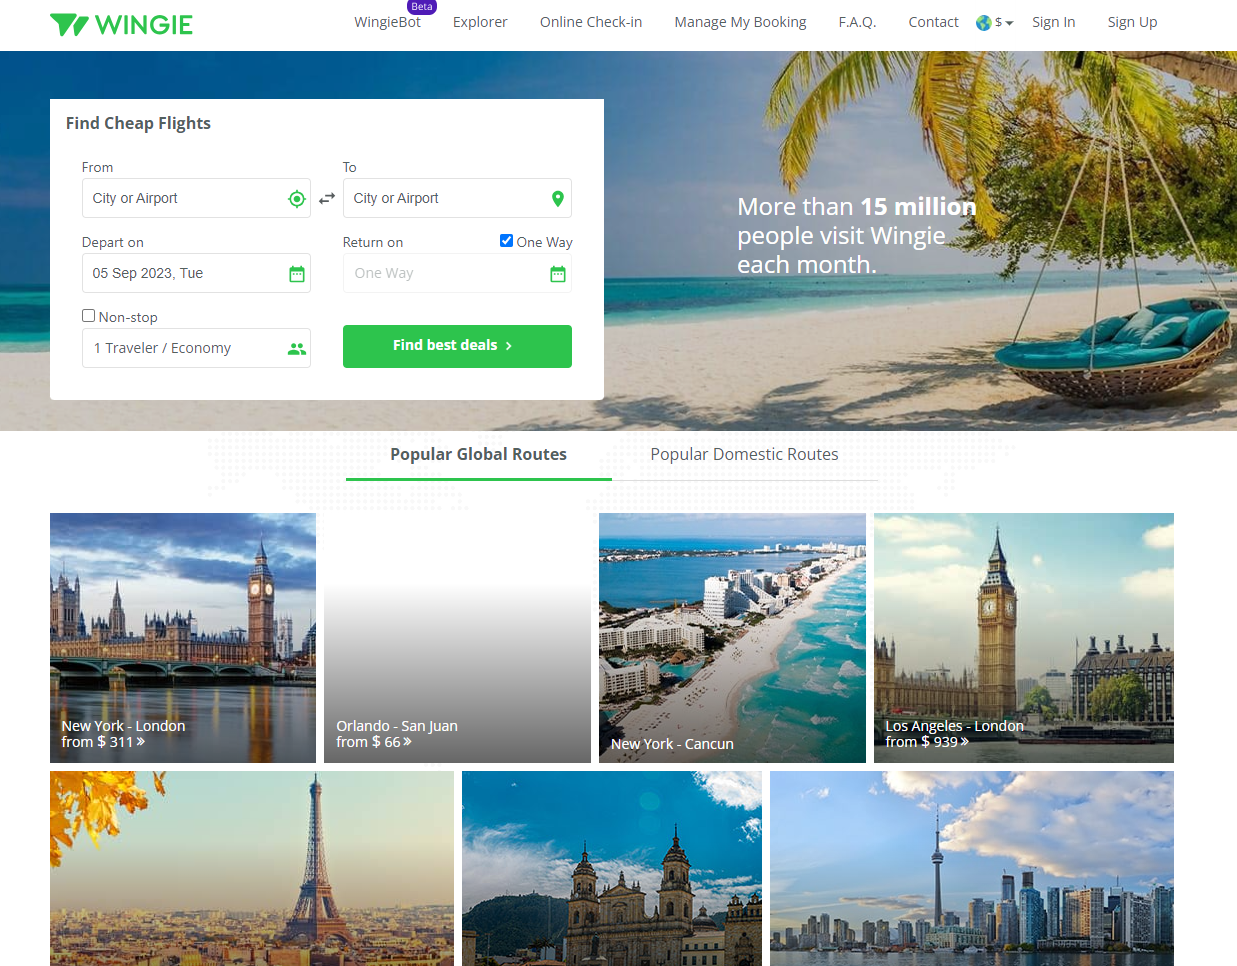 WINGIE
WingieBot
Beta
Explorer
Online Check-in
Manage My Booking
F.A.Q.
Contact
$
Sign In
Sign Up
Find Cheap Flights
From
To
City or Airport
City or Airport
Depart on
Return on
One Way
05 Sep 2023, Tue
One Way
Non-stop
1 Traveler / Economy
Find best deals ›
More than 15 million
people visit Wingie
each month.
Popular Global Routes
Popular Domestic Routes
New York - London
from $ 311 »
Orlando - San Juan
from $ 66 »
New York - Cancun
Los Angeles - London
from $ 939 »